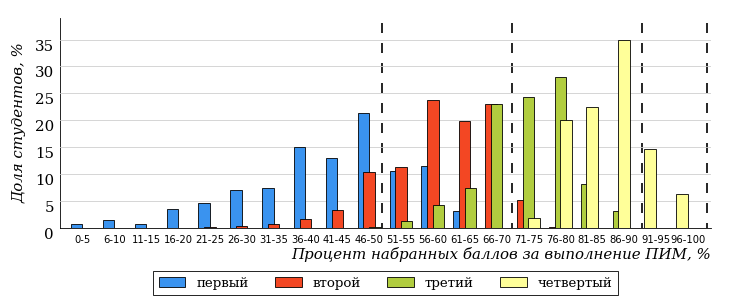 Доля студентов, %
35
30
25
20
15
10
5
0
0-5 6-10 11-15 16-20 21-25 26-30 31-35 36-40 41-45 46-50 51-55 56-60 61-65 66-70 71-75 76-80 81-85 86-90 91-95 96-100
Процент набранных баллов за выполнение ПИМ, %
первый второй третий четвертый